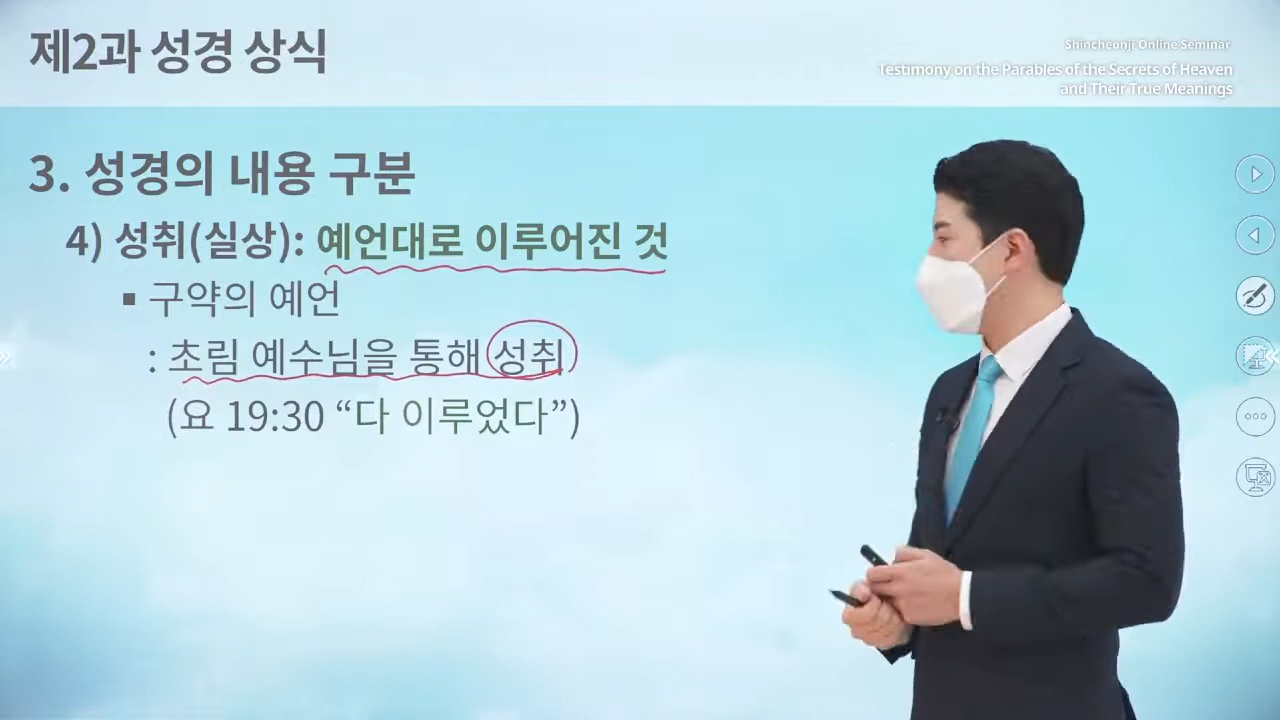 제2과 성경 상식
Shincheonji Online Seminar
Testimony on the Parables of the Secrets of Heaven
and Their True Meanings
3. 성경의 내용 구분
4) 성취(실상): 예언대로 이루어진 것
▪ 구약의 예언
: 초림 예수님을 통해 성취
(요 19:30 “다 이루었다”)